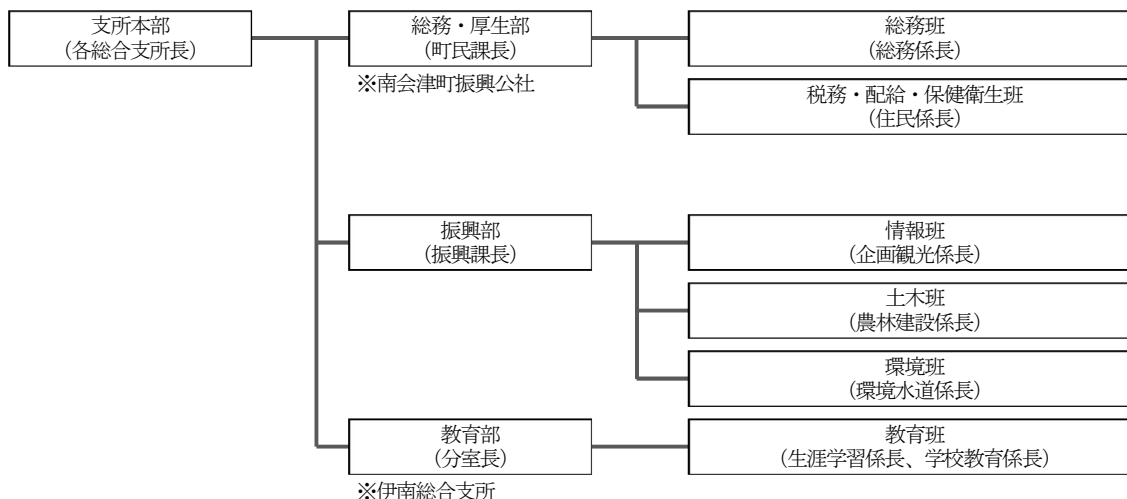 支所本部
（各総合支所長）
総務・厚生部
（町民課長）
※南会津町振興公社
総務班
（総務係長）
税務・配給・保健衛生班
（住民係長）
振興部
（振興課長）
情報班
（企画観光係長）
土木班
（農林建設係長）
環境班
（環境水道係長）
教育部
（分室長）
※伊南総合支所
教育班
（生涯学習係長、学校教育係長）